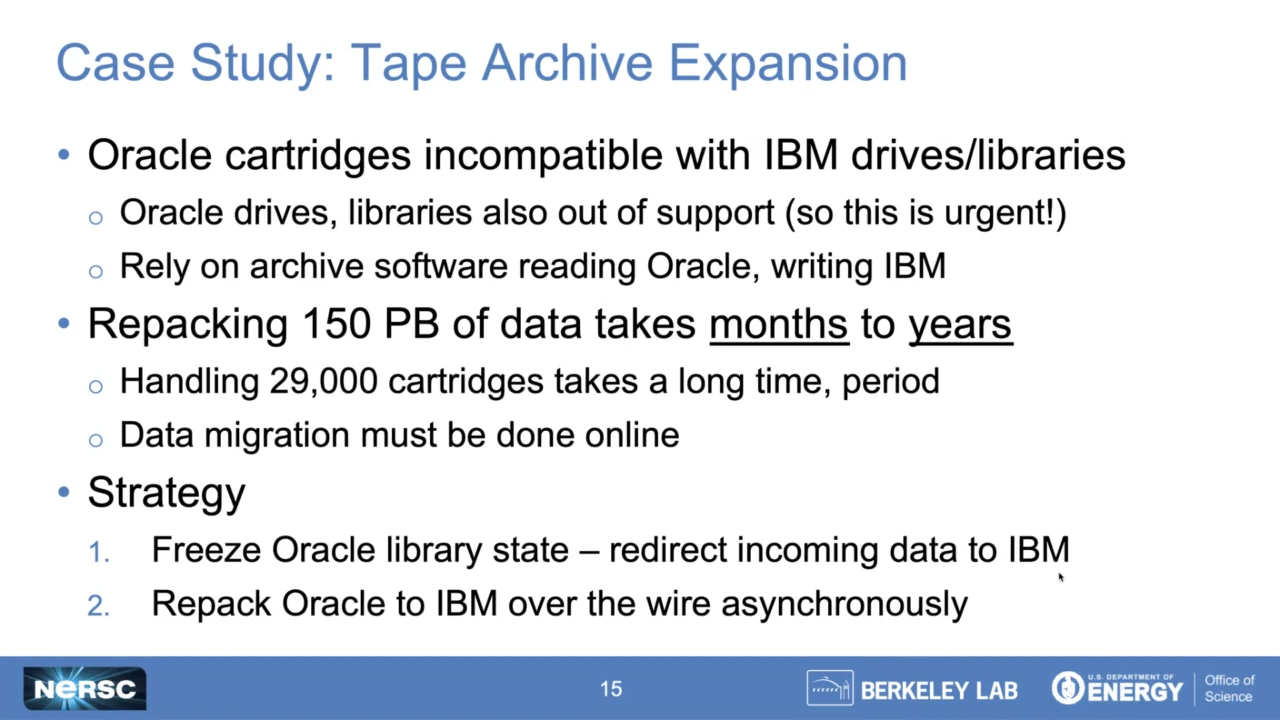 Case Study: Tape Archive Expansion
• Oracle cartridges incompatible with IBM drives/libraries
o Oracle drives, libraries also out of support (so this is urgent!)
o Rely on archive software reading Oracle, writing IBM
• Repacking 150 PB of data takes months to years
o Handling 29,000 cartridges takes a long time, period
o Data migration must be done online
• Strategy
1. Freeze Oracle library state – redirect incoming data to IBM
2. Repack Oracle to IBM over the wire asynchronously
NERSC
15
BERKELEY LAB
U.S. DEPARTMENT OF
ENERGY
Office of
Science